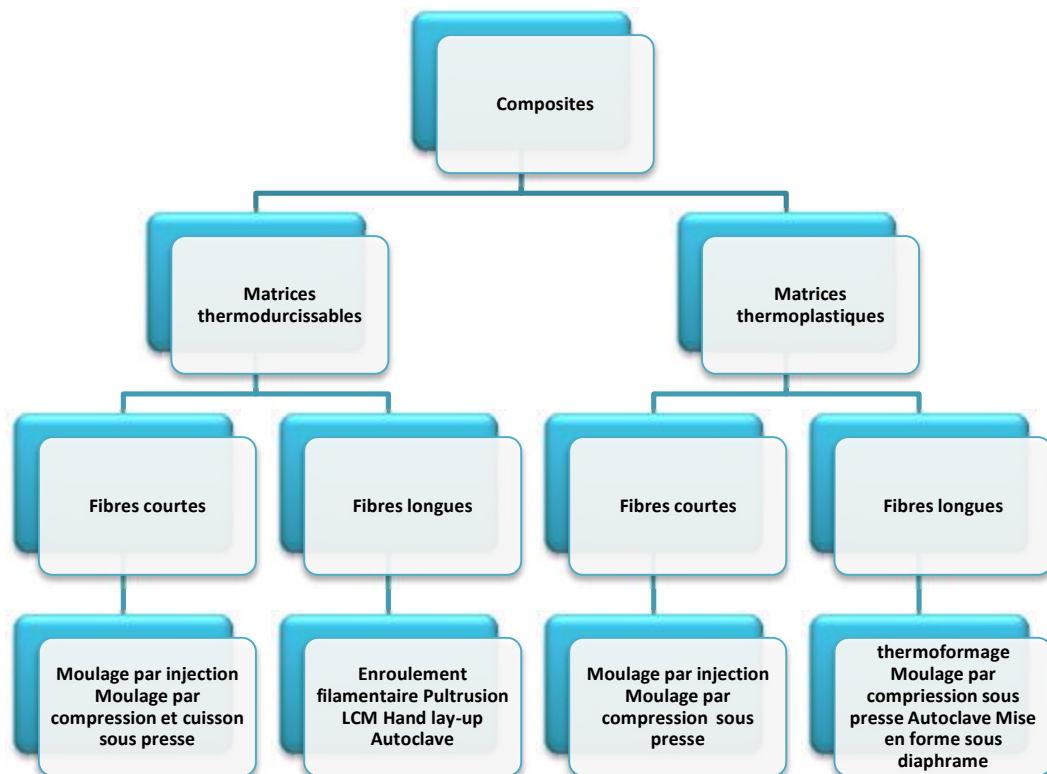 Composites
Matrices
thermodurcissables
Matrices
thermoplastiques
Fibres courtes
Fibres longues
Fibres courtes
Fibres longues
Moulage par injection
Moulage par
compression et cuisson
sous presse
Enroulement
filamentaire Pultrusion
LCM Hand lay-up
Autoclave
Moulage par injection
Moulage par
compression sous
presse
thermoformage
Moulage par
compriession sous
presse Autoclave Mise
en forme sous
diaphrame